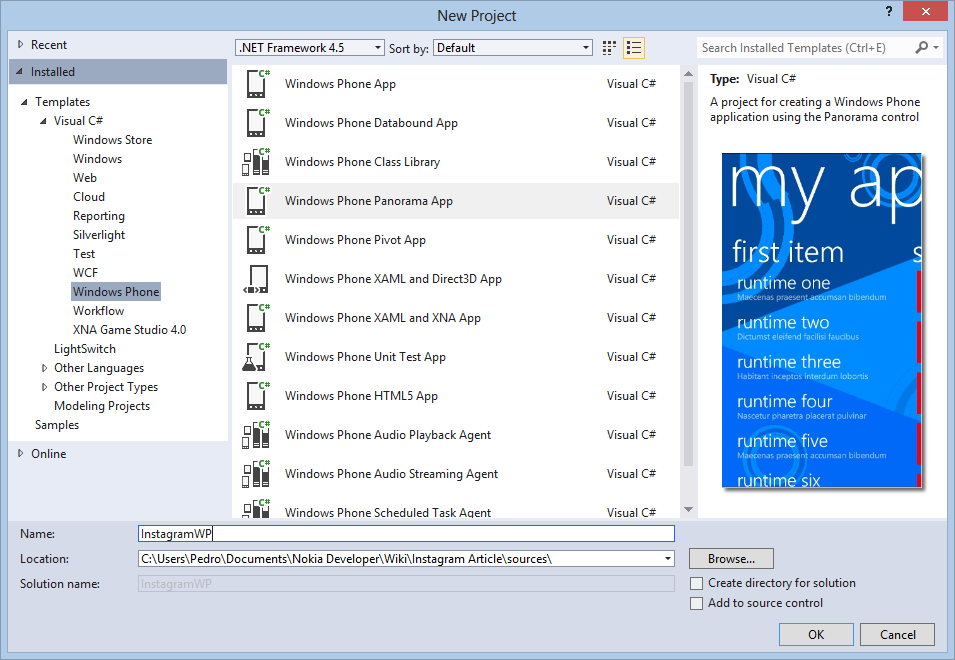 New Project
?
Recent
Installed
Templates
Visual C#
Windows Store
Windows
Web
Cloud
Reporting
Silverlight
Test
WCF
Windows Phone
Workflow
XNA Game Studio 4.0
LightSwitch
Other Languages
Other Project Types
Modeling Projects
Samples
Online
.NET Framework 4.5 Sort by: Default
C# Windows Phone App Visual C#
C# Windows Phone Databound App Visual C#
C# Windows Phone Class Library Visual C#
C# Windows Phone Panorama App Visual C#
C# Windows Phone Pivot App Visual C#
Windows Phone XAML and Direct3D App Visual C#
C# Windows Phone XAML and XNA App Visual C#
C# Windows Phone Unit Test App Visual C#
C# Windows Phone HTML5 App Visual C#
C# Windows Phone Audio Playback Agent Visual C#
C# Windows Phone Audio Streaming Agent Visual C#
C# Windows Phone Scheduled Task Agent Visual C#
Search Installed Templates (Ctrl+E)
Type: Visual C#
A project for creating a Windows Phone
application using the Panorama control
my ap
first item s
runtime one
Maecenas praesent accumsan bibendum
runtime two
Dictumst eleifend facilisi faucibus
runtime three
Habitant inceptos interdum lobortis
runtime four
Nascetur pharetra placerat pulvinar
runtime five
Maecenas praesent accumsan bibendum
runtime six
Name: InstagramWP
Location: C:\Users\Pedro\Documents\Nokia Developer\Wiki\Instagram Article\sources\ Browse...
Solution name: InstagramWP
Create directory for solution
Add to source control
OK Cancel